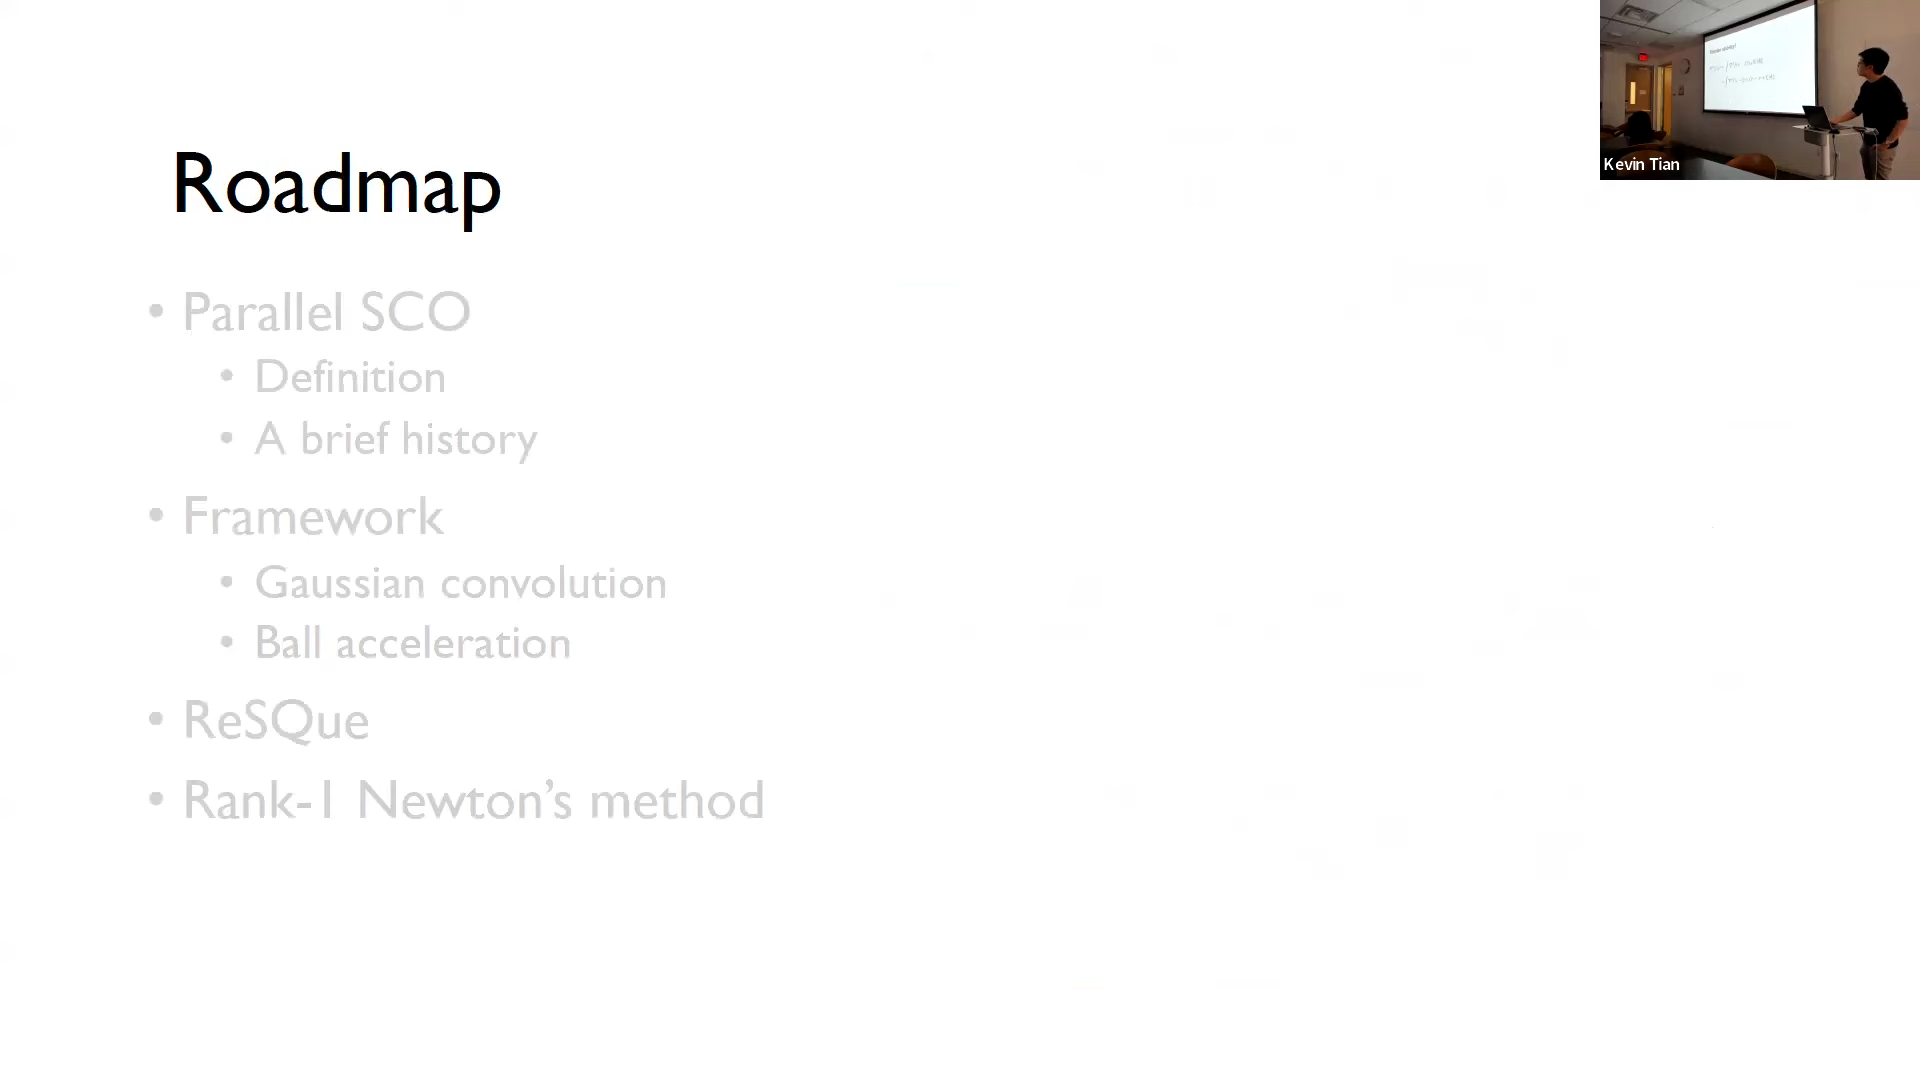 Roadmap
• Parallel SCO
• Definition
• A brief history
• Framework
• Gaussian convolution
• Ball acceleration
• ReSQue
• Rank-1 Newton’s method
Kevin Tian